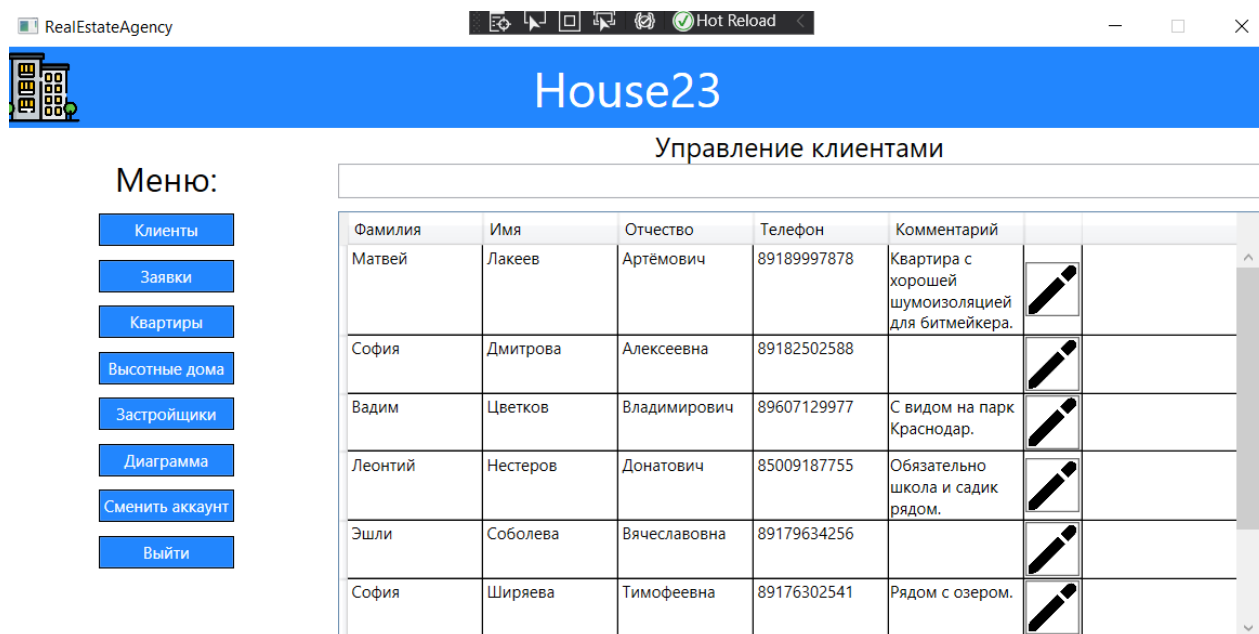 RealEstateAgency
Hot Reload
House23
Управление клиентами
Меню:
Клиенты
Заявки
Квартиры
Высотные дома
Застройщики
Диаграмма
Сменить аккаунт
Выйти
Фамилия Имя Отчество Телефон Комментарий
Матвей Лакеев Артёмович 89189997878 Квартира с
хорошей
шумоизоляцией
для битмейкера.
София Дмитрова Алексеевна 89182502588
Вадим Цветков Владимирович 89607129977 С видом на парк
Краснодар.
Леонтий Нестеров Донатович 85009187755 Обязательно
школа и садик
рядом.
Эшли Соболева Вячеславовна 89179634256
София Ширяева Тимофеевна 89176302541 Рядом с озером.